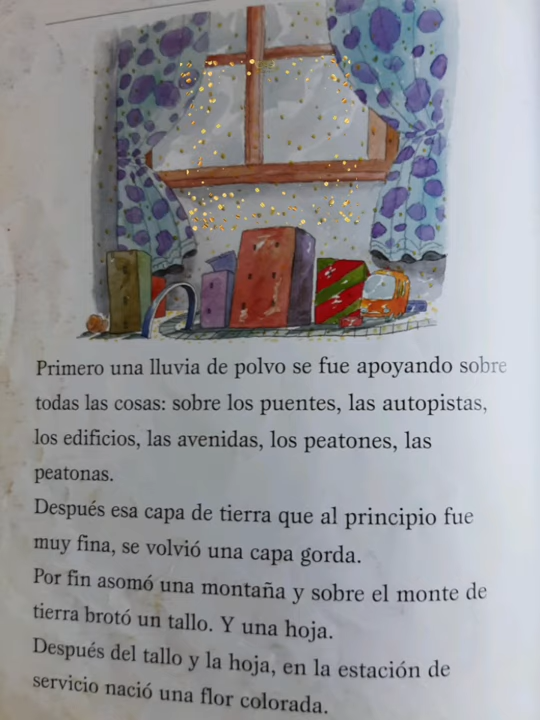 Primero una lluvia de polvo se fue apoyando sobre
todas las cosas: sobre los puentes, las autopistas,
los edificios, las avenidas, los peatones, las
peatonas.
Después esa capa de tierra que al principio fue
muy fina, se volvió una capa gorda.
Por fin asomó una montaña y sobre el monte de
tierra brotó un tallo. Y una hoja.
Después del tallo y la hoja, en la estación de
servicio nació una flor colorada.